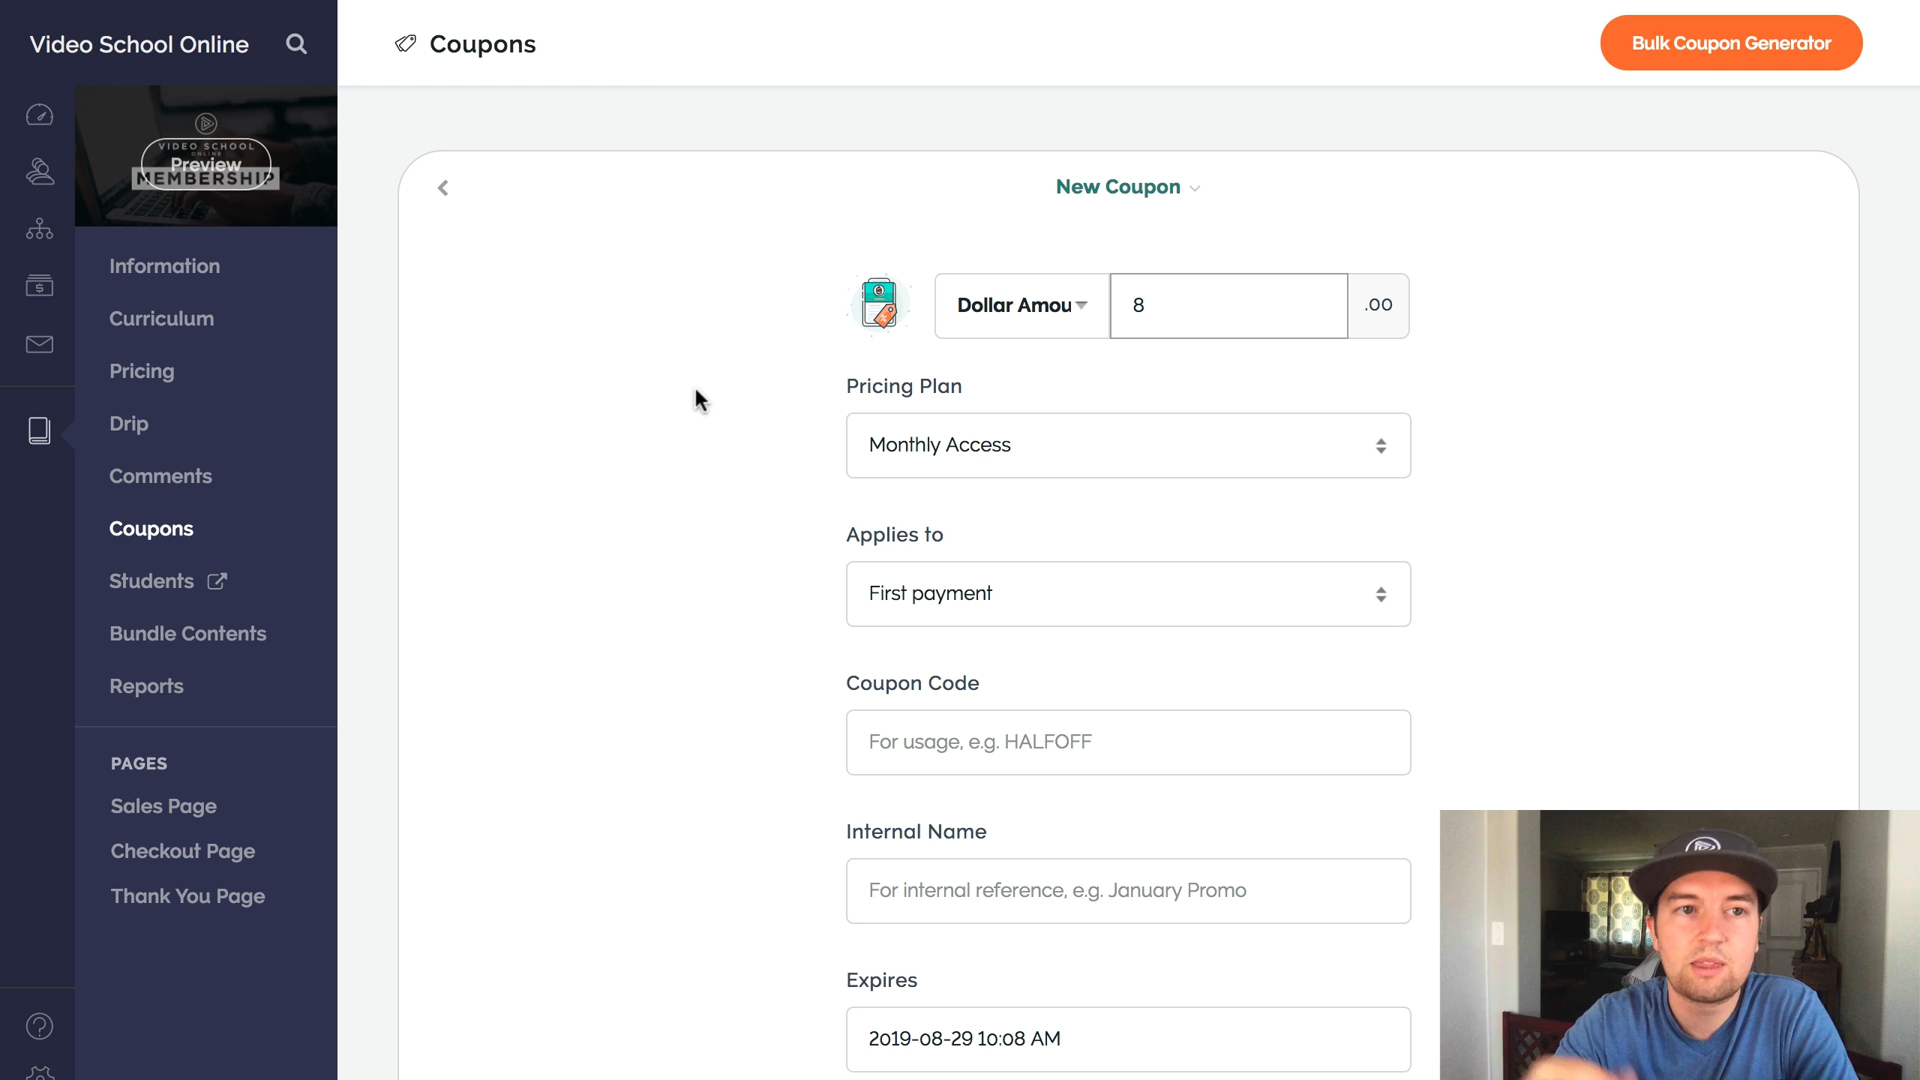 Video School Online
Coupons
Bulk Coupon Generator
VIDEO SCHOOL
ONLINE
Preview
MEMBERSHIP
New Coupon
Information
Curriculum
Pricing
Drip
Comments
Coupons
Students
Bundle Contents
Reports
PAGES
Sales Page
Checkout Page
Thank You Page
Dollar Amou
8
.00
Pricing Plan
Monthly Access
Applies to
First payment
Coupon Code
For usage, e.g. HALFOFF
Internal Name
For internal reference, e.g. January Promo
Expires
2019-08-29 10:08 AM